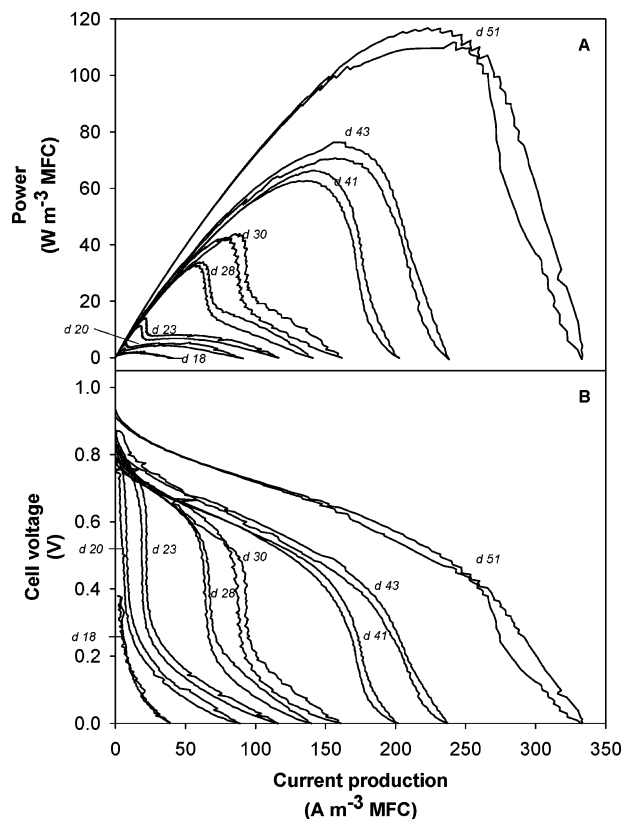 120
100
80
60
40
20
0
Power
(W m-3 MFC)
A
d 51
d 43
d 41
d 30
d 28
d 23
d 20
d 18
1.0
0.8
0.6
0.4
0.2
0.0
Cell voltage
(V)
B
d 51
d 20
d 23
d 30
d 28
d 43
d 41
d 18
0 50 100 150 200 250 300 350
Current production
(A m-3 MFC)